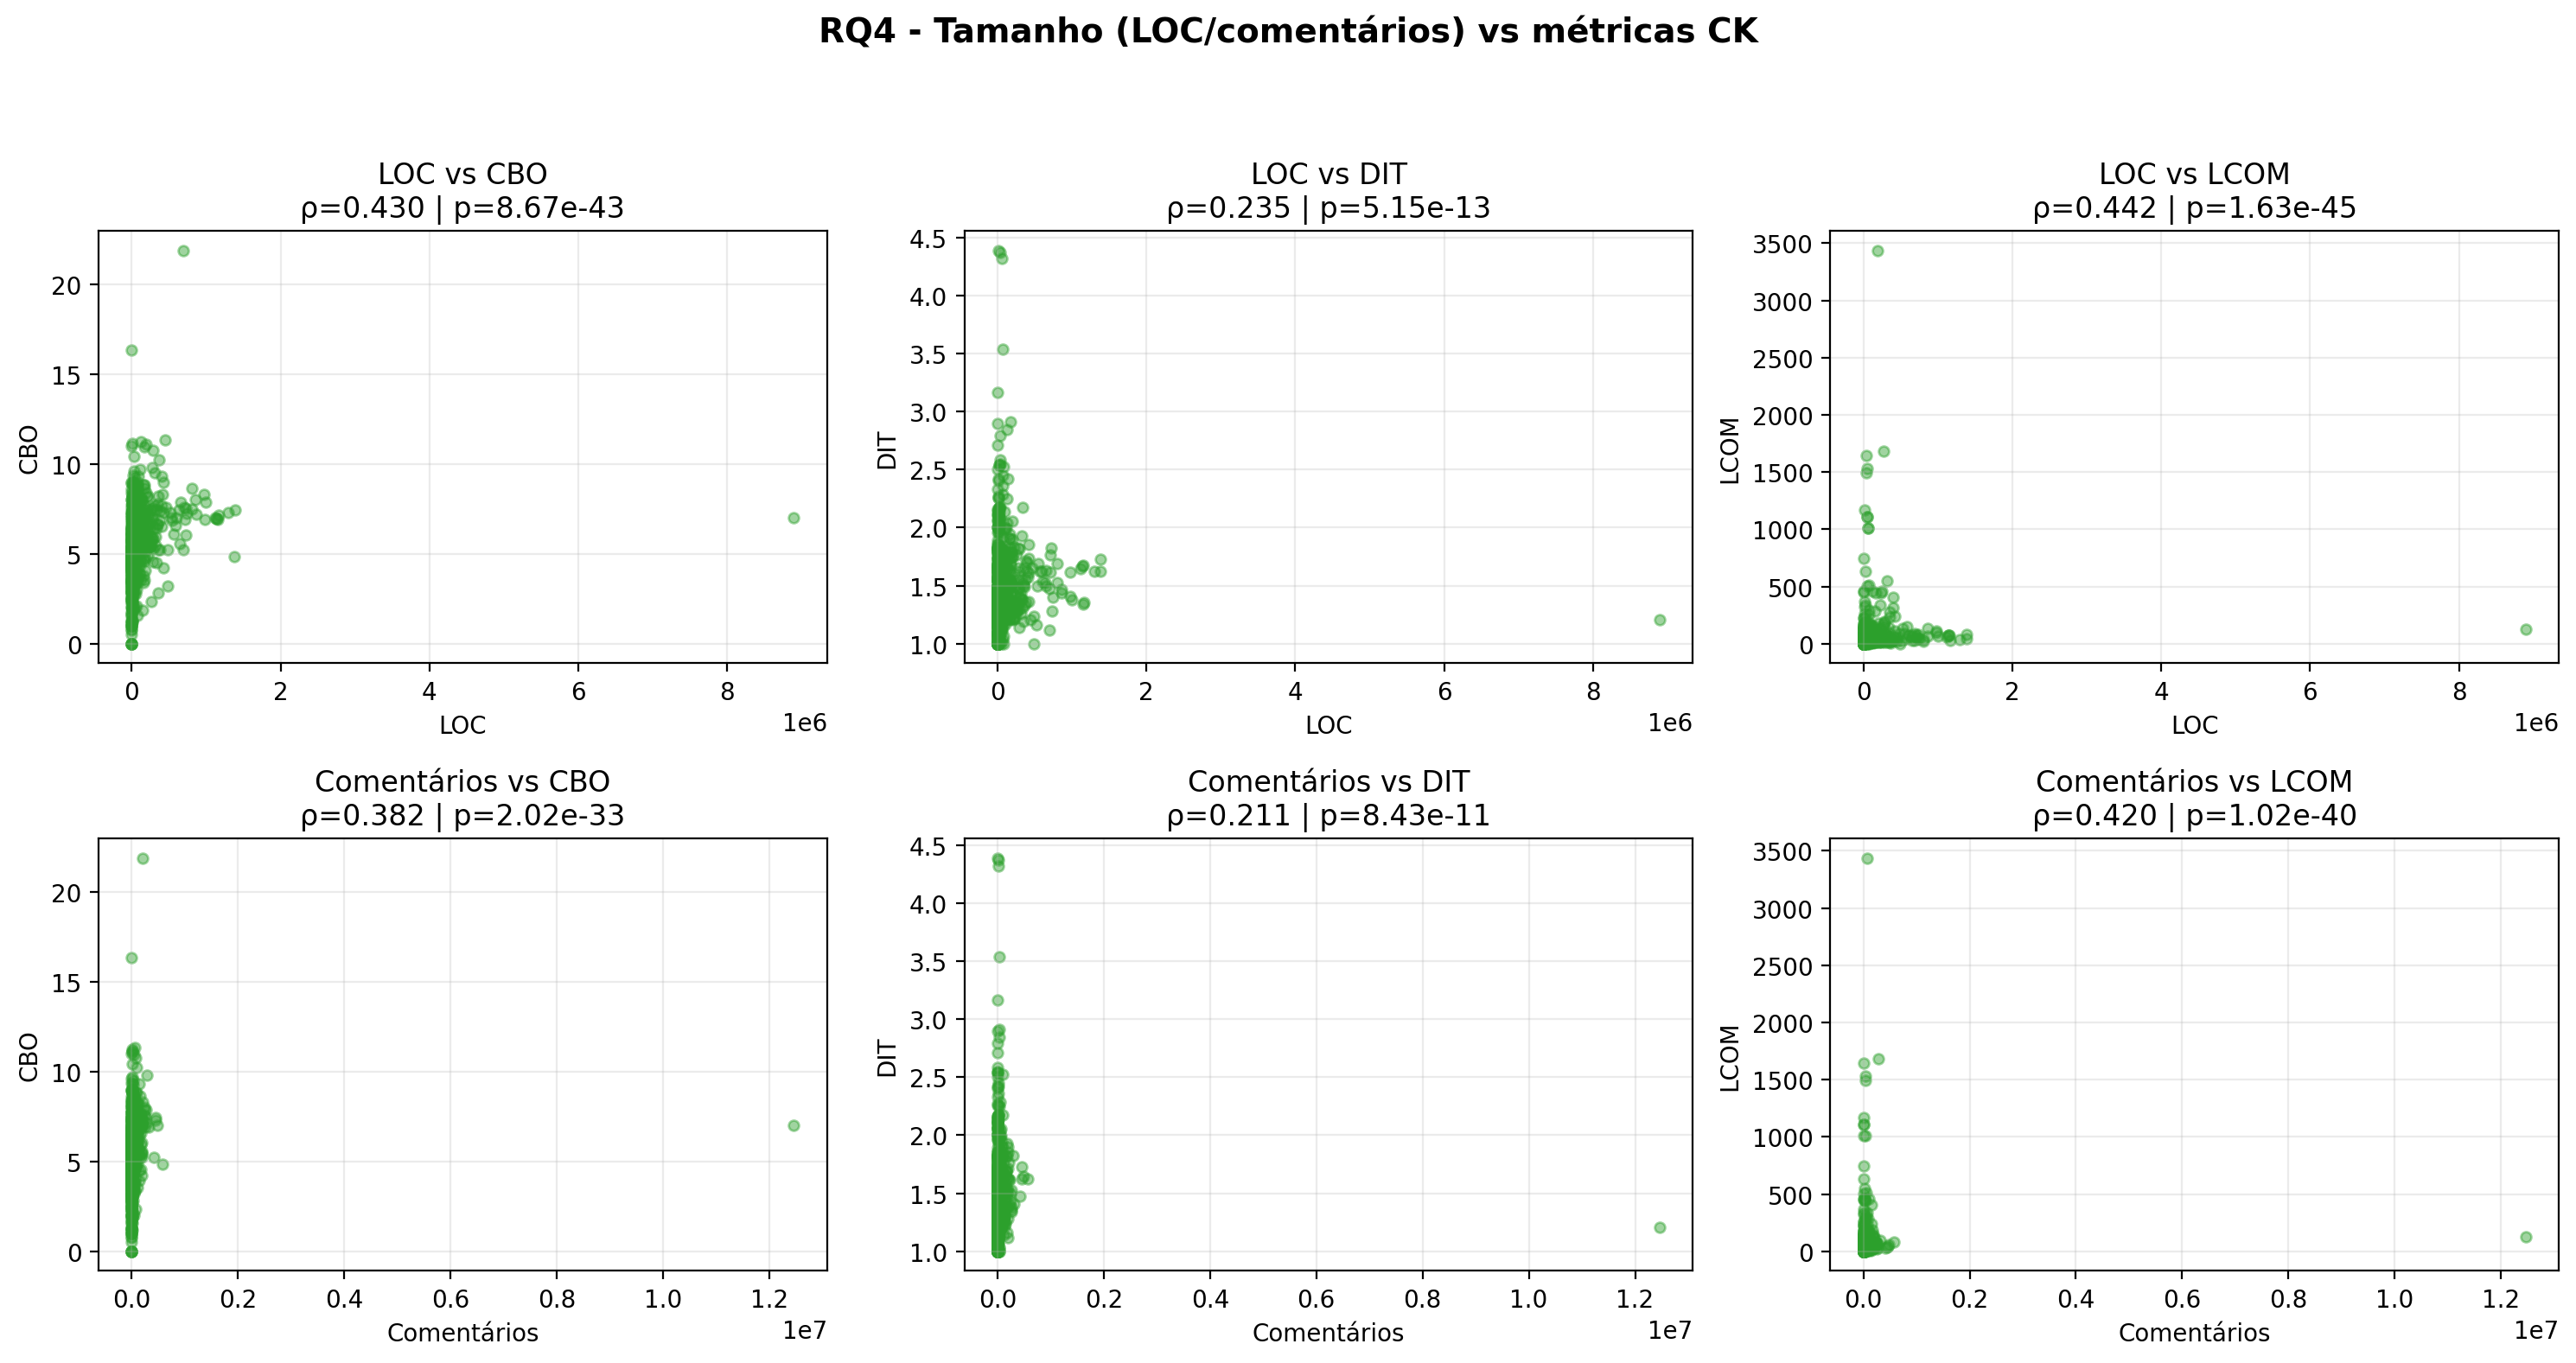 RQ4 - Tamanho (LOC/comentários) vs métricas CK
LOC vs CBO
ρ=0.430 | p=8.67e-43
CBO
20
15
10
5
0
0 2 4 6 8
1e6
LOC
LOC vs DIT
ρ=0.235 | p=5.15e-13
DIT
4.5
4.0
3.5
3.0
2.5
2.0
1.5
1.0
0 2 4 6 8
1e6
LOC
LOC vs LCOM
ρ=0.442 | p=1.63e-45
LCOM
3500
3000
2500
2000
1500
1000
500
0
0 2 4 6 8
1e6
LOC
Comentários vs CBO
ρ=0.382 | p=2.02e-33
CBO
20
15
10
5
0
0.0 0.2 0.4 0.6 0.8 1.0 1.2
1e7
Comentários
Comentários vs DIT
ρ=0.211 | p=8.43e-11
DIT
4.5
4.0
3.5
3.0
2.5
2.0
1.5
1.0
0.0 0.2 0.4 0.6 0.8 1.0 1.2
1e7
Comentários
Comentários vs LCOM
ρ=0.420 | p=1.02e-40
LCOM
3500
3000
2500
2000
1500
1000
500
0
0.0 0.2 0.4 0.6 0.8 1.0 1.2
1e7
Comentários